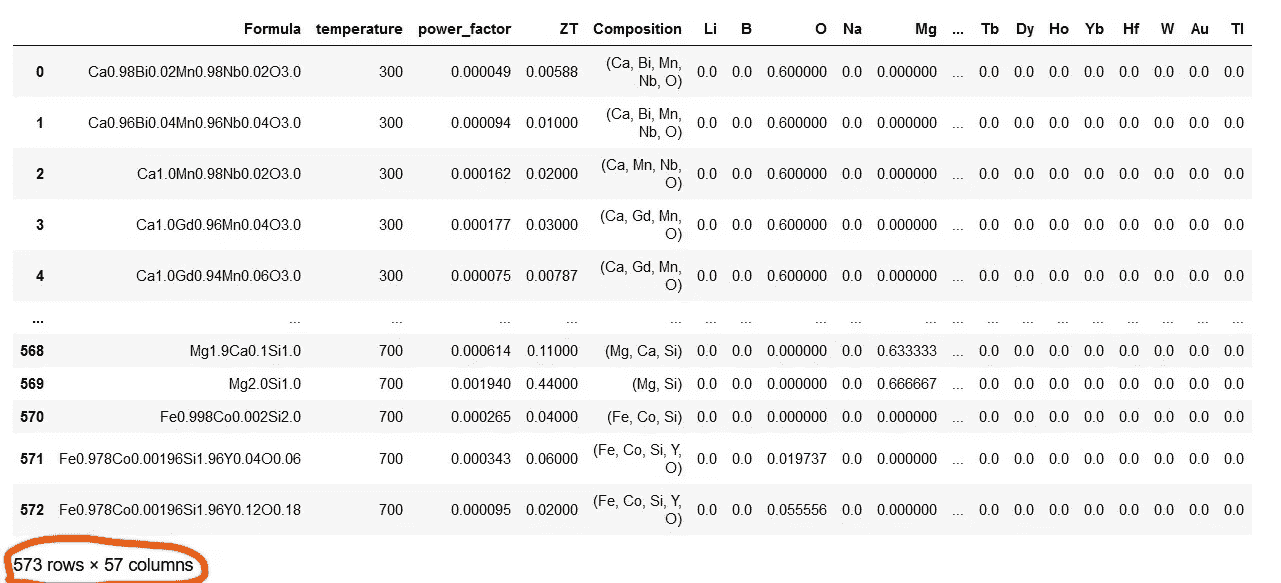 Formula temperature power_factor ZT Composition Li B O Na Mg ... Tb Dy Ho Yb Hf W Au Tl
0 Ca0.98Bi0.02Mn0.98Nb0.02O3.0 300 0.000049 0.00588 (Ca, Bi, Mn, Nb, O) 0.0 0.0 0.600000 0.0 0.000000 ... 0.0 0.0 0.0 0.0 0.0 0.0 0.0 0.0
1 Ca0.96Bi0.04Mn0.96Nb0.04O3.0 300 0.000094 0.01000 (Ca, Bi, Mn, Nb, O) 0.0 0.0 0.600000 0.0 0.000000 ... 0.0 0.0 0.0 0.0 0.0 0.0 0.0 0.0
2 Ca1.0Mn0.98Nb0.02O3.0 300 0.000162 0.02000 (Ca, Mn, Nb, O) 0.0 0.0 0.600000 0.0 0.000000 ... 0.0 0.0 0.0 0.0 0.0 0.0 0.0 0.0
3 Ca1.0Gd0.96Mn0.04O3.0 300 0.000177 0.03000 (Ca, Gd, Mn, O) 0.0 0.0 0.600000 0.0 0.000000 ... 0.0 0.0 0.0 0.0 0.0 0.0 0.0 0.0
4 Ca1.0Gd0.94Mn0.06O3.0 300 0.000075 0.00787 (Ca, Gd, Mn, O) 0.0 0.0 0.600000 0.0 0.000000 ... 0.0 0.0 0.0 0.0 0.0 0.0 0.0 0.0
... ... ... ... ... ... ... ... ... ... ... ... ... ... ... ... ... ... ... ...
568 Mg1.9Ca0.1Si1.0 700 0.000614 0.11000 (Mg, Ca, Si) 0.0 0.0 0.000000 0.0 0.633333 ... 0.0 0.0 0.0 0.0 0.0 0.0 0.0 0.0
569 Mg2.0Si1.0 700 0.001940 0.44000 (Mg, Si) 0.0 0.0 0.000000 0.0 0.666667 ... 0.0 0.0 0.0 0.0 0.0 0.0 0.0 0.0
570 Fe0.998Co0.002Si2.0 700 0.000265 0.04000 (Fe, Co, Si) 0.0 0.0 0.000000 0.0 0.000000 ... 0.0 0.0 0.0 0.0 0.0 0.0 0.0 0.0
571 Fe0.978Co0.00196Si1.96Y0.04O0.06 700 0.000343 0.06000 (Fe, Co, Si, Y, O) 0.0 0.0 0.019737 0.0 0.000000 ... 0.0 0.0 0.0 0.0 0.0 0.0 0.0 0.0
572 Fe0.978Co0.00196Si1.96Y0.12O0.18 700 0.000095 0.02000 (Fe, Co, Si, Y, O) 0.0 0.0 0.055556 0.0 0.000000 ... 0.0 0.0 0.0 0.0 0.0 0.0 0.0 0.0
573 rows × 57 columns